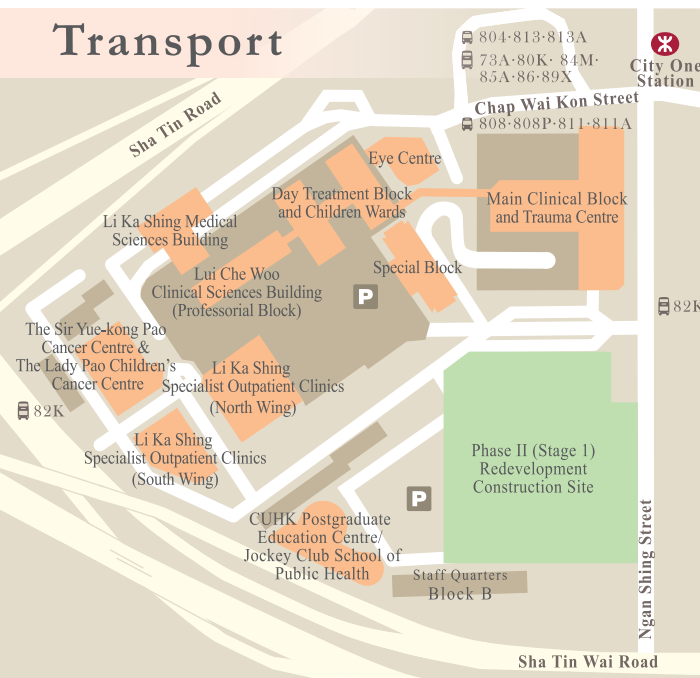 Transport
804·813·813A
73A·80K· 84M·
85A·86·89X
City One
Station
Chap Wai Kon Street
808·808P·811·811A
Sha Tin Road
Eye Centre
Day Treatment Block
and Children Wards
Main Clinical Block
and Trauma Centre
Li Ka Shing Medical
Sciences Building
Special Block
Lui Che Woo
Clinical Sciences Building
(Professorial Block)
P
82K
The Sir Yue-kong Pao
Cancer Centre &
The Lady Pao Children's
Cancer Centre
Li Ka Shing
Specialist Outpatient Clinics
(North Wing)
82K
Li Ka Shing
Specialist Outpatient Clinics
(South Wing)
Phase II (Stage 1)
Redevelopment
Construction Site
P
CUHK Postgraduate
Education Centre/
Jockey Club School of
Public Health
Staff Quarters
Block B
Ngan Shing Street
Sha Tin Wai Road